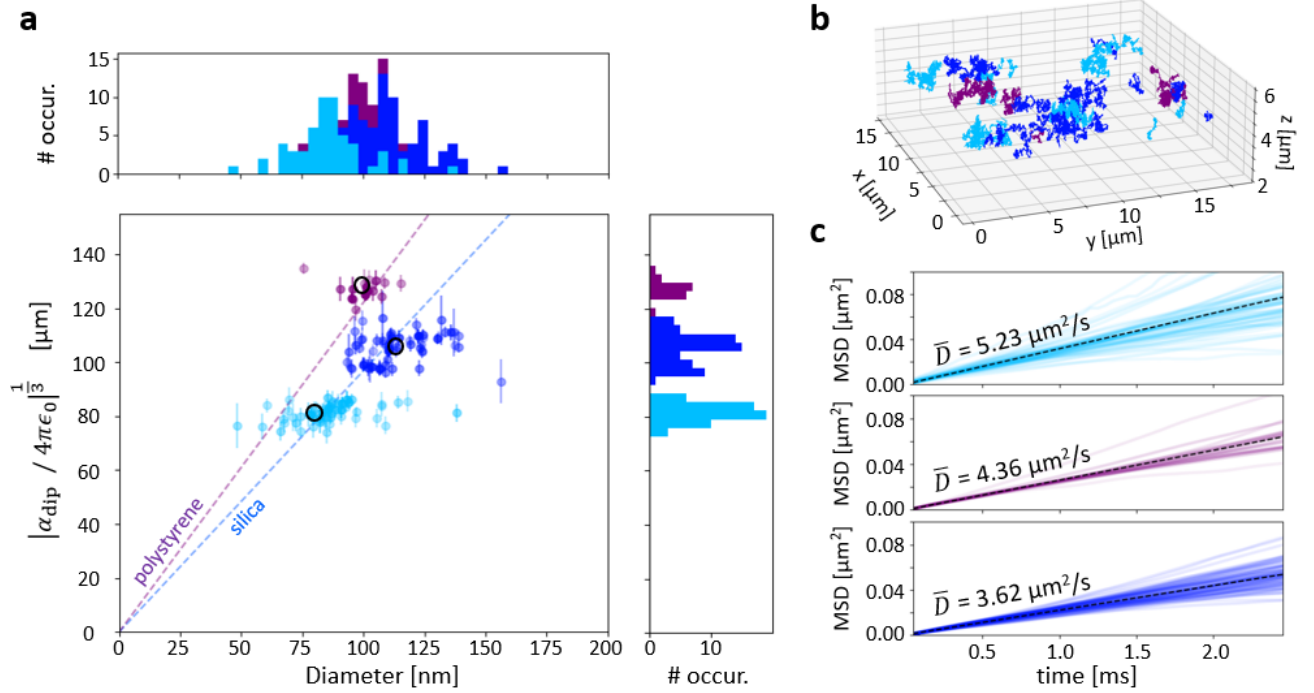 a
15
10
5
0
# occur.
140
120
100
80
60
40
20
0
|α_dip / 4πϵ₀|^{1/3} [µm]
polystyrene
silica
0 25 50 75 100 125 150 175 200
Diameter [nm]
10
# occur.
b
15
10
5
0
x [µm]
0 5 10 15
y [µm]
6
4
2
z [µm]
c
0.08
0.04
0.00
MSD [µm²]
D̅ = 5.23 µm²/s
0.08
0.04
0.00
MSD [µm²]
D̅ = 4.36 µm²/s
0.08
0.04
0.00
MSD [µm²]
D̅ = 3.62 µm²/s
0.5 1.0 1.5 2.0
time [ms]